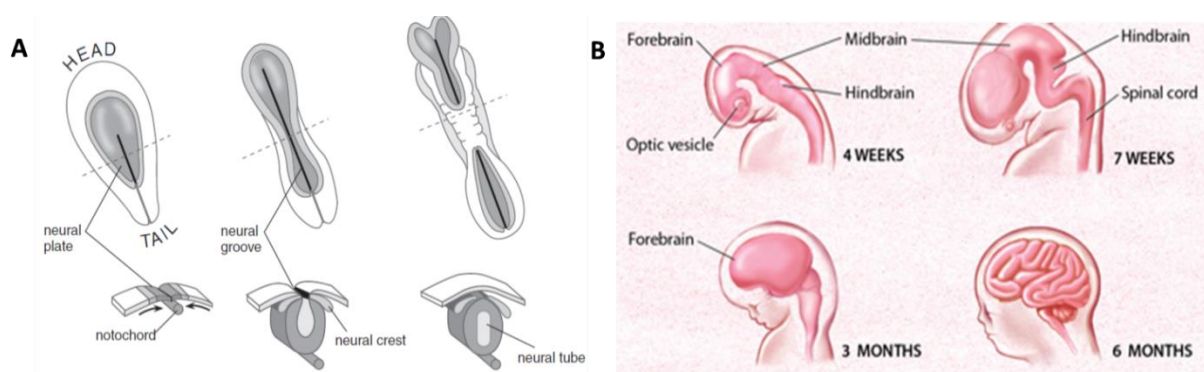 A
HEAD
TAIL
neural
plate
neural
groove
notochord
neural crest
neural tube
B
Forebrain
Midbrain
Hindbrain
Hindbrain
Spinal cord
Optic vesicle
4 WEEKS
7 WEEKS
Forebrain
3 MONTHS
6 MONTHS